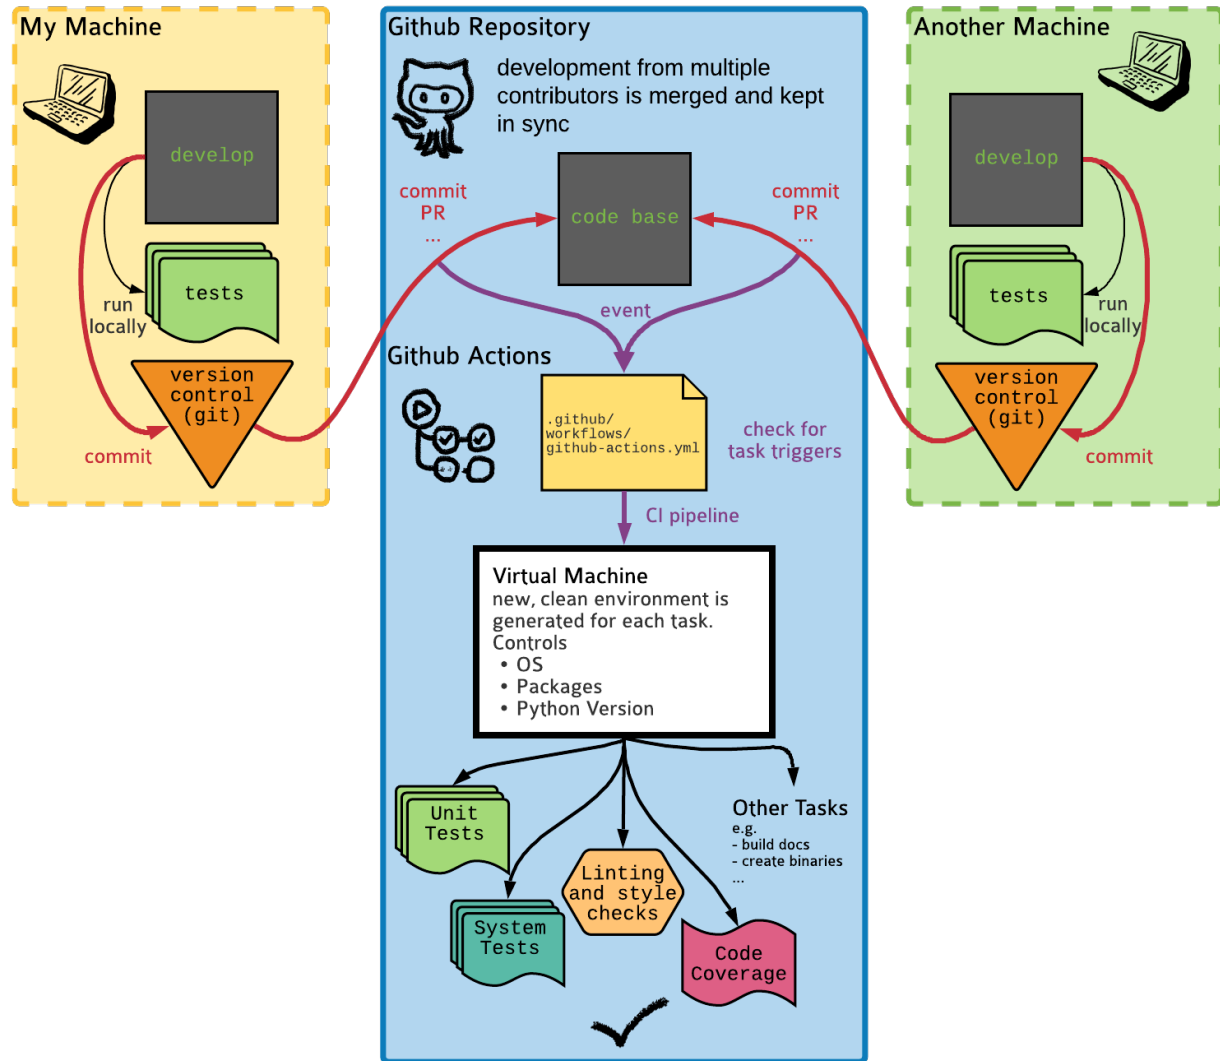 My Machine
develop
tests
run
locally
version
control
(git)
commit
Github Repository
development from multiple
contributors is merged and kept
in sync
commit
PR
...
code base
commit
PR
...
event
Github Actions
.github/
workflows/
github-actions.yml
check for
task triggers
CI pipeline
Virtual Machine
new, clean environment is
generated for each task.
Controls
• OS
• Packages
• Python Version
Unit
Tests
System
Tests
Linting
and style
checks
Code
Coverage
Other Tasks
e.g.
- build docs
- create binaries
...
Another Machine
develop
tests
run
locally
version
control
(git)
commit